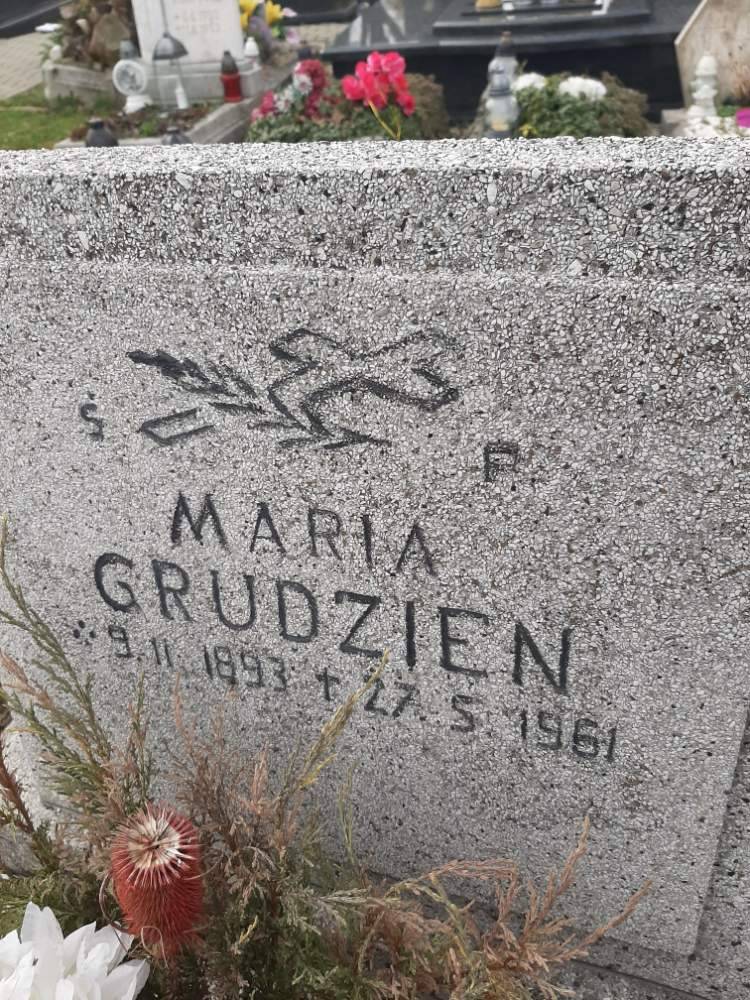 Ś P.
MARIA
GRUDZIEN
* 9. 11. 1893 † 27. 5. 1961